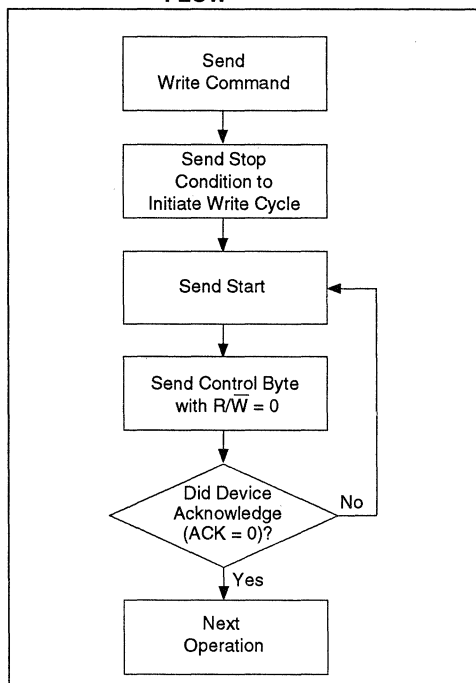 FLOW
Send
Write Command
Send Stop
Condition to
Initiate Write Cycle
Send Start
Send Control Byte
with R/W̅ = 0
Did Device
Acknowledge
(ACK = 0)?
No
Yes
Next
Operation